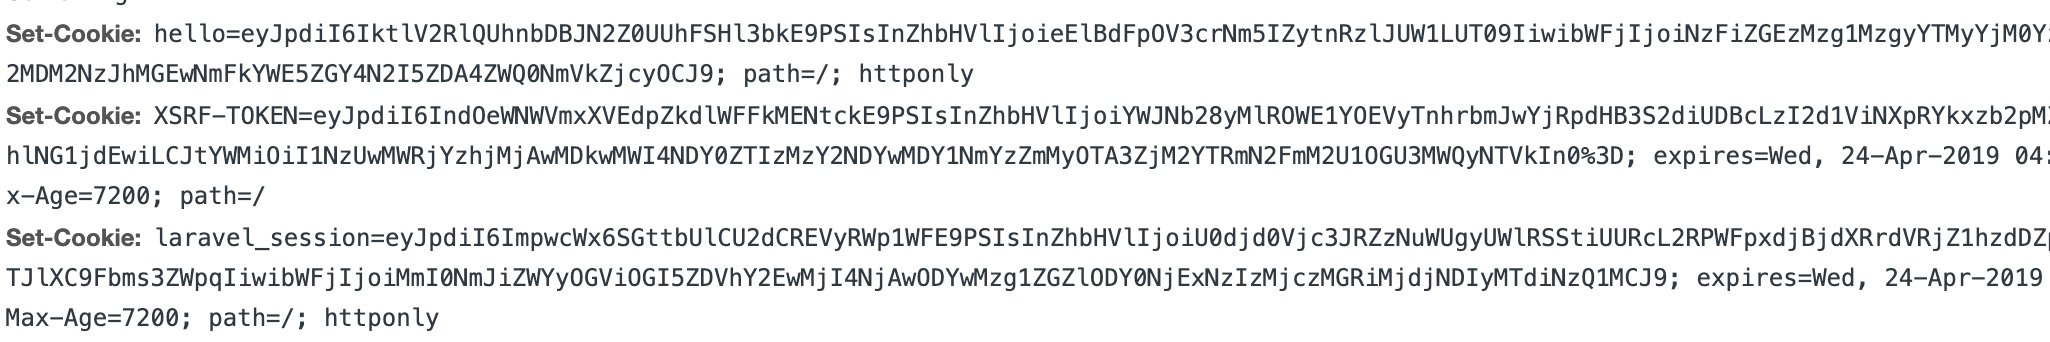 Set-Cookie: hello=eyJpdiI6IktlV2RlQUhnbDBJN2Z0UUhFSHl3bkE9PSIsInZhbHVlIjoieElBdFpOV3crNm5IZytnRzlJUW1LUT09IiwibWFjIjoiNzFiZGEzMzg1MzgyYTMyYjM0Y
2MDM2NzJhMGEwNmFkYWE5ZGY4N2I5ZDA4ZWQ0NmVkZjcyOCJ9; path=/; httponly
Set-Cookie: XSRF-TOKEN=eyJpdiI6IndOeWNWVmxXVEdpZkdlWFFkMENtckE9PSIsInZhbHVlIjoiYWJNb28yMlROWE1YOEVyTnhrbmJwYjRpdHB3S2diUDBcLzI2d1ViNXpRYkxzb2pM
hlNG1jdEwiLCJtYWMiOiI1NzUwMWRjYzhjMjAwMDkwMWI4NDY0ZTIzMzY2NDYwMDY1NmYzZmMyOTA3ZjM2YTRmN2FmM2U1OGU3MWQyNTVkIn0%3D; expires=Wed, 24-Apr-2019 04:
x-Age=7200; path=/
Set-Cookie: laravel_session=eyJpdiI6ImpwcWx6SGttbUlCU2dCREVyRWp1WFE9PSIsInZhbHVlIjoiU0djd0Vjc3JRZzNuWUgyUWlRSStiUURcL2RPWFpxdjBjdXRrdVRjZ1hzdDZ
TJlXC9Fbms3ZWpqIiwibWFjIjoiMmI0NmJiZWYyOGViOGI5ZDVhY2EwMjI4NjAwODYwMzg1ZGZlODY0NjExNzIzMjczMGRiMjdjNDIyMTdiNzQ1MCJ9; expires=Wed, 24-Apr-2019
Max-Age=7200; path=/; httponly